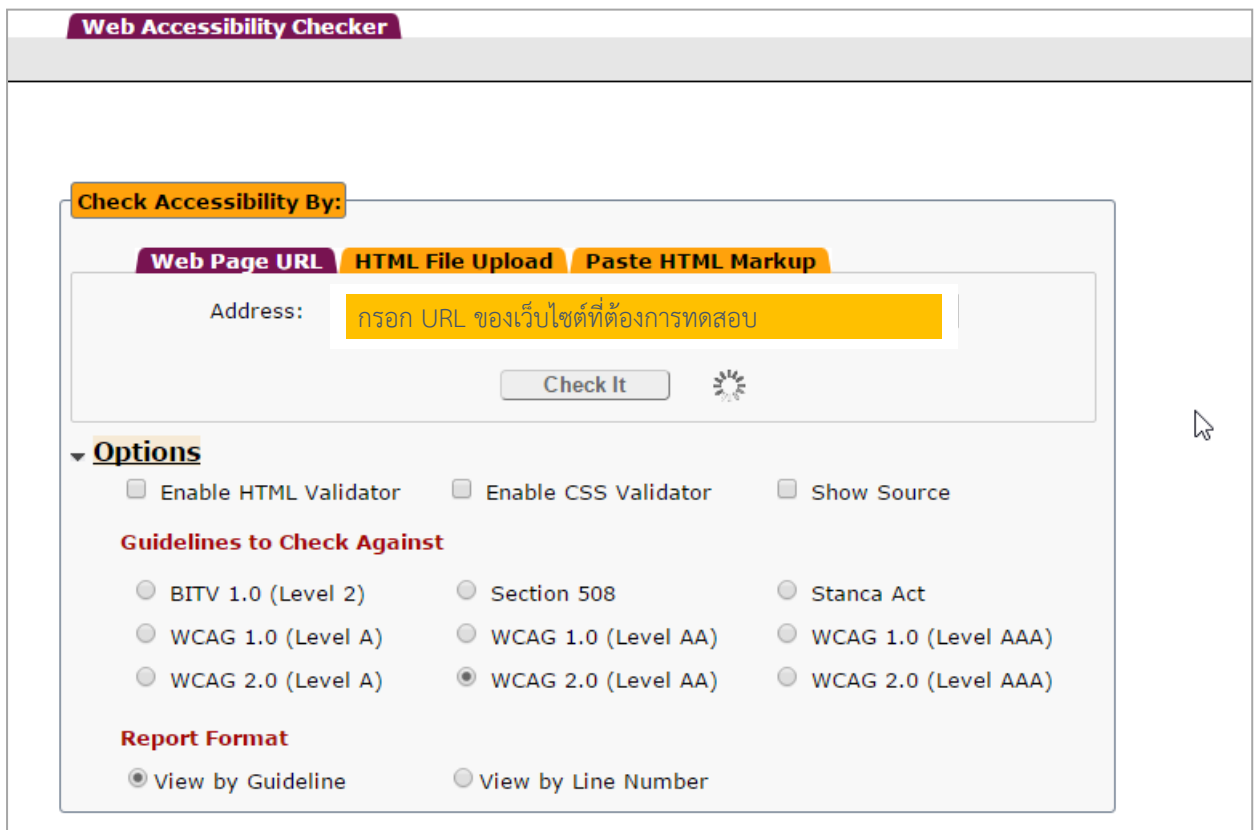 Web Accessibility Checker
Check Accessibility By:
Web Page URL HTML File Upload Paste HTML Markup
Address: กรอก URL ของเว็บไซต์ที่ต้องการทดสอบ
Check It
Options
Enable HTML Validator Enable CSS Validator Show Source
Guidelines to Check Against
BITV 1.0 (Level 2) Section 508 Stanca Act
WCAG 1.0 (Level A) WCAG 1.0 (Level AA) WCAG 1.0 (Level AAA)
WCAG 2.0 (Level A) WCAG 2.0 (Level AA) WCAG 2.0 (Level AAA)
Report Format
View by Guideline View by Line Number